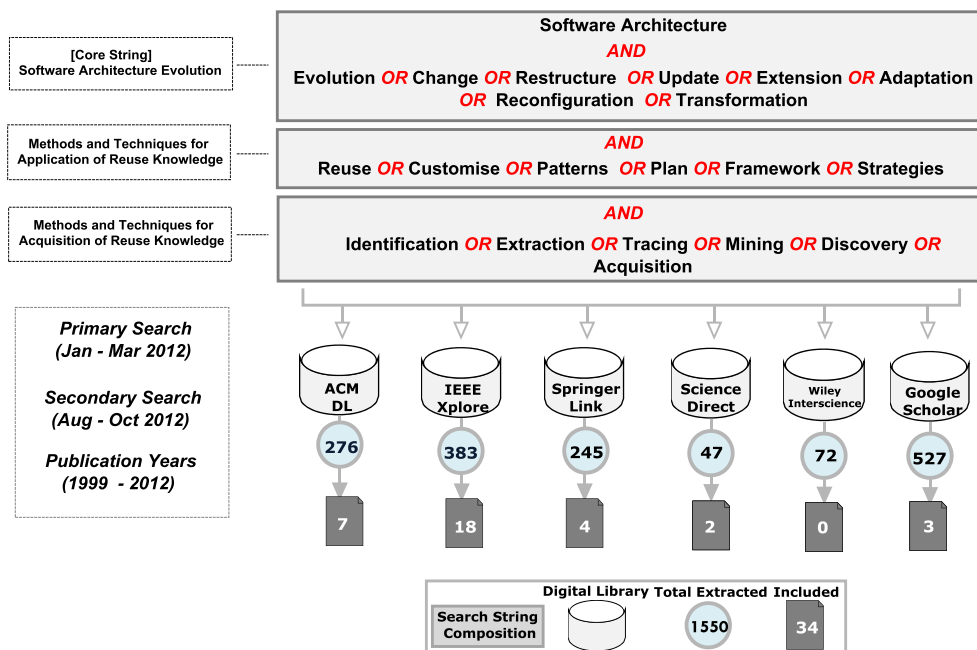 Software Architecture
AND
[Core String]
Software Architecture Evolution
Evolution OR Change OR Restructure OR Update OR Extension OR Adaptation
OR Reconfiguration OR Transformation
Methods and Techniques for
Application of Reuse Knowledge
AND
Reuse OR Customise OR Patterns OR Plan OR Framework OR Strategies
Methods and Techniques for
Acquisition of Reuse Knowledge
AND
Identification OR Extraction OR Tracing OR Mining OR Discovery OR
Acquisition
Primary Search
(Jan - Mar 2012)
Secondary Search
(Aug - Oct 2012)
Publication Years
(1999 - 2012)
ACM
DL
IEEE
Xplore
Springer
Link
Science
Direct
Wiley
Interscience
Google
Scholar
276
383
245
47
72
527
7
18
4
2
0
3
Digital Library Total Extracted Included
Search String
Composition
1550
34